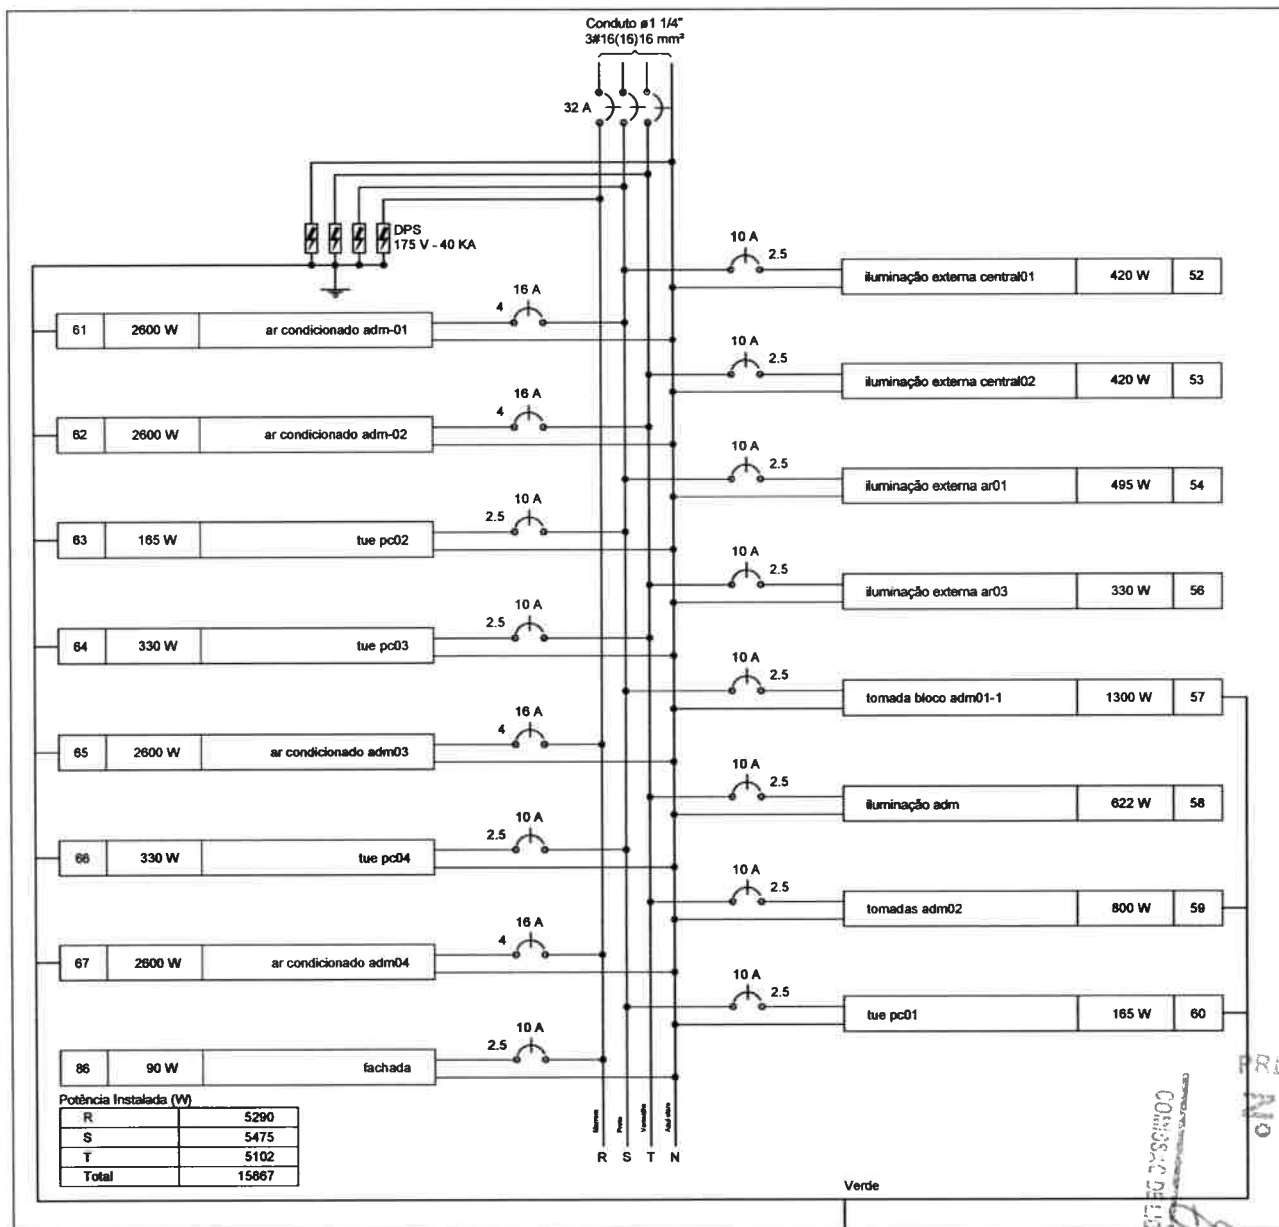 Conduto ø1 1/4"
3#16(16)16 mm²
32 A
DPS
175 V - 40 KA
16 A
4
61 2600 W ar condicionado adm-01
16 A
4
62 2600 W ar condicionado adm-02
10 A
2.5
63 165 W tue pc02
10 A
2.5
64 330 W tue pc03
16 A
4
65 2600 W ar condicionado adm03
10 A
2.5
66 330 W tue pc04
16 A
4
67 2600 W ar condicionado adm04
10 A
2.5
86 90 W fachada
10 A
2.5
iluminação externa central01 420 W 52
10 A
2.5
iluminação externa central02 420 W 53
10 A
2.5
iluminação externa ar01 495 W 54
10 A
2.5
iluminação externa ar03 330 W 56
10 A
2.5
tomada bloco adm01-1 1300 W 57
10 A
2.5
iluminação adm 622 W 58
10 A
2.5
tomadas adm02 800 W 59
10 A
2.5
tue pc01 165 W 60
Potência Instalada (W)
R 5290
S 5475
T 5102
Total 15867
Marrom
Preto
Vermelho
Azul claro
R S T N
Verde
Nº